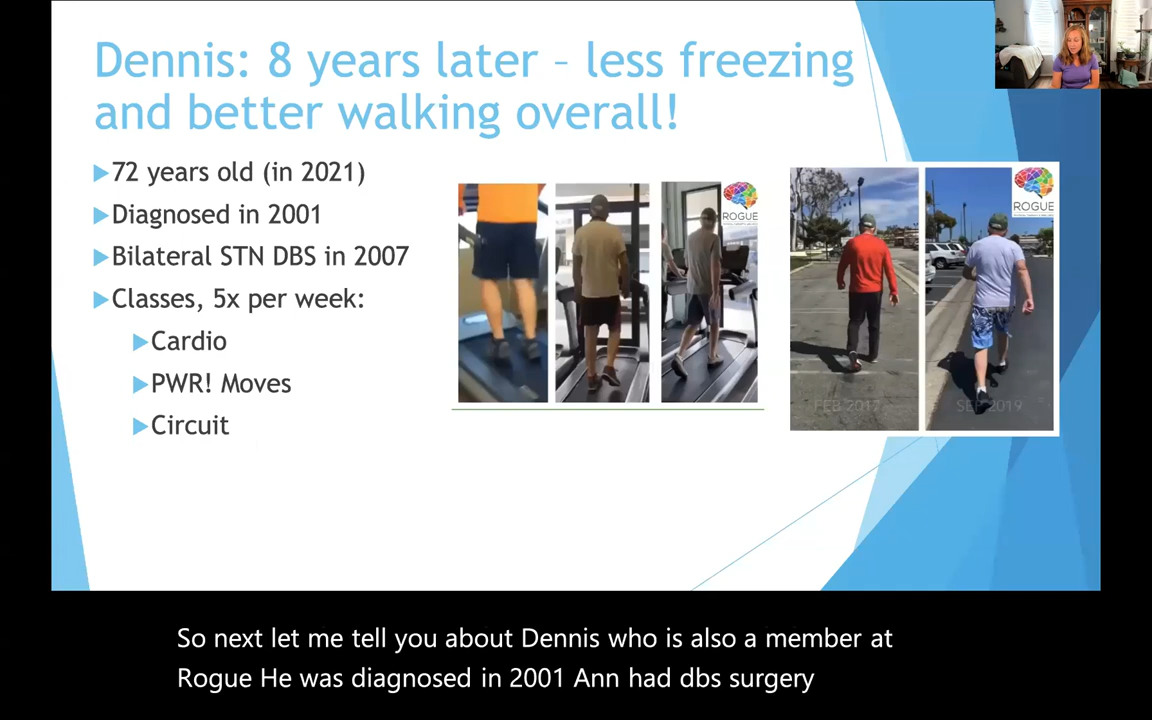 Dennis: 8 years later – less freezing
and better walking overall!
72 years old (in 2021)
Diagnosed in 2001
Bilateral STN DBS in 2007
Classes, 5x per week:
Cardio
PWR! Moves
Circuit
ROGUE
ROGUE
FEB 2017
SEP 2019
So next let me tell you about Dennis who is also a member at
Rogue He was diagnosed in 2001 Ann had dbs surgery